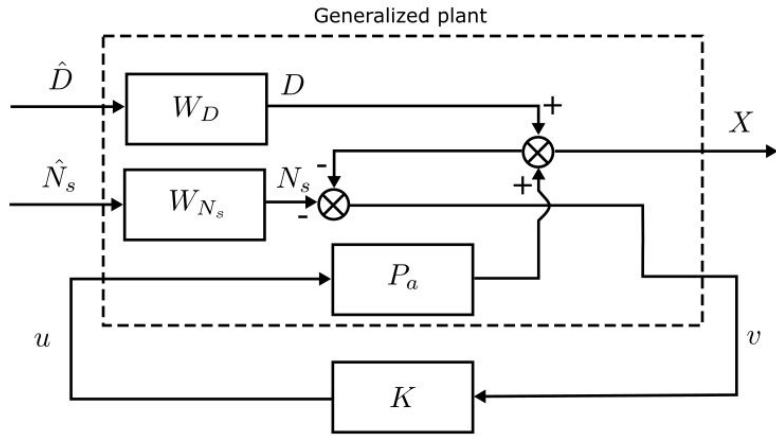 Generalized plant
D̂
W_D
D
+
X
-
N̂_s
W_{N_s}
N_s
-
+
P_a
u
v
K